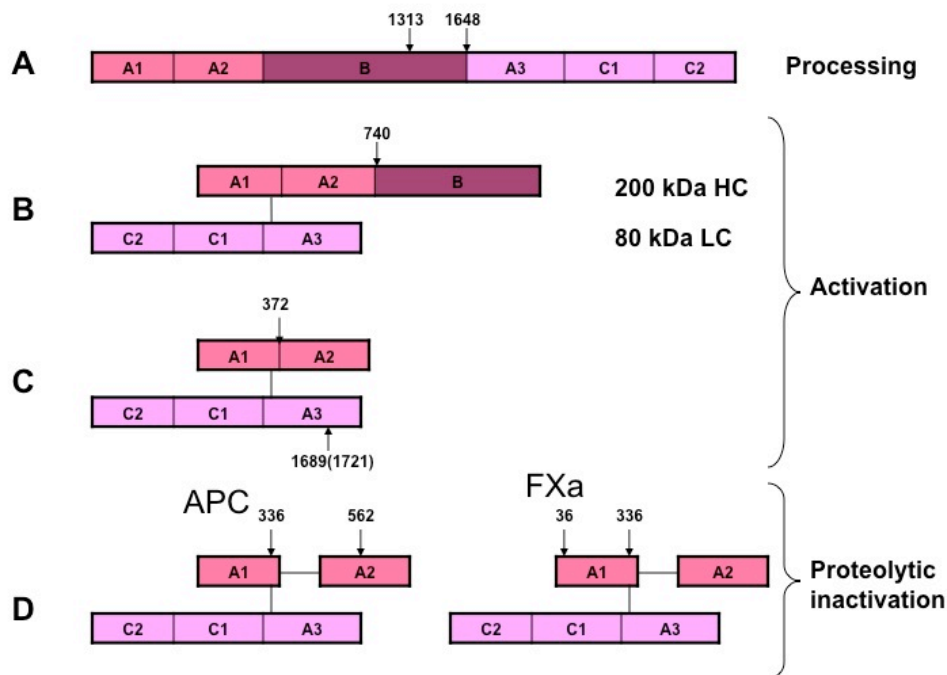 1313 1648
A A1 A2 B A3 C1 C2 Processing
740
A1 A2 B 200 kDa HC
B
C2 C1 A3 80 kDa LC
Activation
372
A1 A2
C
C2 C1 A3
1689(1721)
APC FXa
336 562 36 336
A1 A2 A1 A2 Proteolytic
inactivation
D
C2 C1 A3 C2 C1 A3